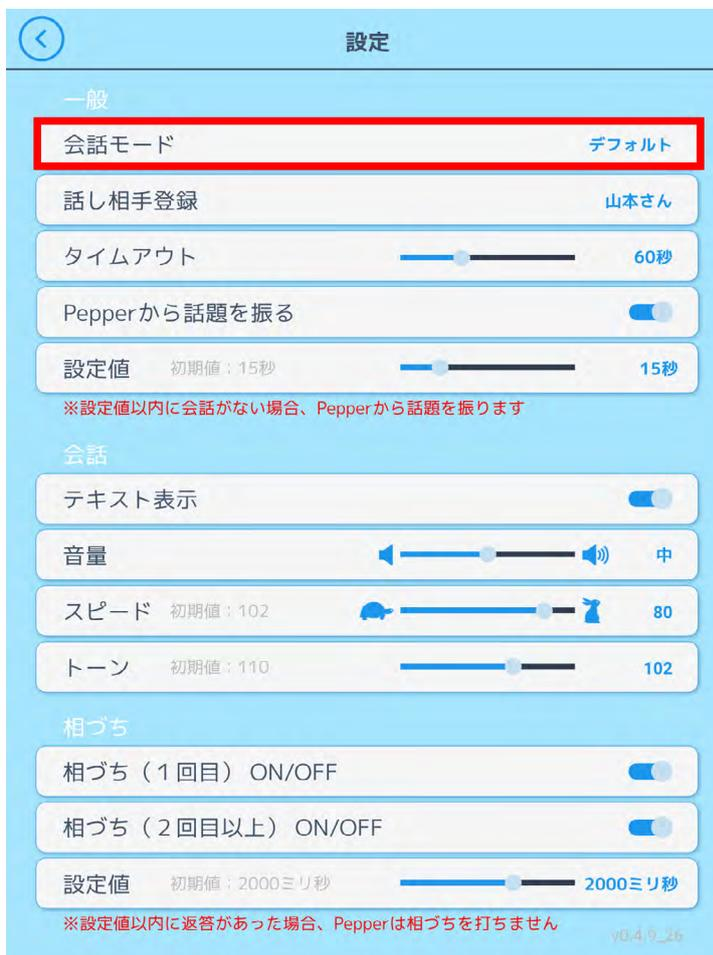 設定
一般
会話モード デフォルト
話し相手登録 山本さん
タイムアウト 60秒
Pepperから話題を振る
設定値 初期値：15秒 15秒
※設定値以内に会話がない場合、Pepperから話題を振ります
会話
テキスト表示
音量 中
スピード 初期値：102 80
トーン 初期値：110 102
相づち
相づち（１回目） ON/OFF
相づち（２回目以上） ON/OFF
設定値 初期値：2000ミリ秒 2000ミリ秒
※設定値以内に返答があった場合、Pepperは相づちを打ちません
v0.4.9_26